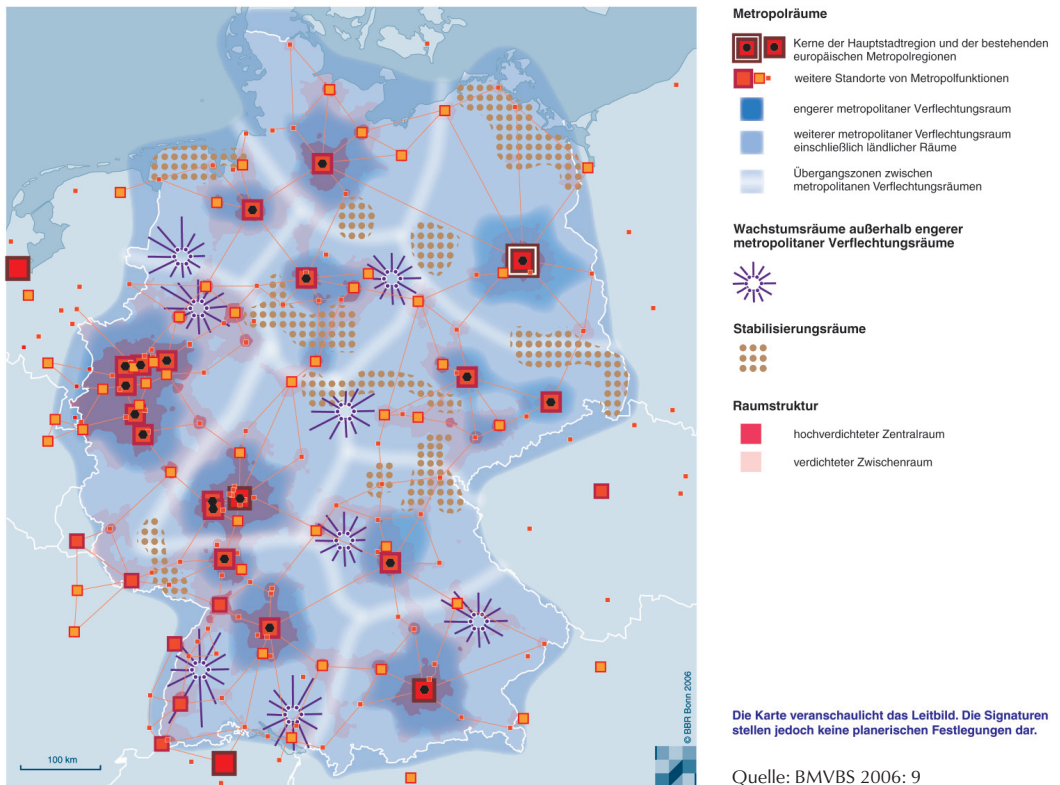 Metropolräume
Kerne der Hauptstadtregion und der bestehenden
europäischen Metropolregionen
weitere Standorte von Metropolfunktionen
engerer metropolitaner Verflechtungsraum
weiterer metropolitaner Verflechtungsraum
einschließlich ländlicher Räume
Übergangszonen zwischen
metropolitanen Verflechtungsräumen
Wachstumsräume außerhalb engerer
metropolitaner Verflechtungsräume
Stabilisierungsräume
Raumstruktur
hochverdichteter Zentralraum
verdichteter Zwischenraum
Die Karte veranschaulicht das Leitbild. Die Signaturen
stellen jedoch keine planerischen Festlegungen dar.
Quelle: BMVBS 2006: 9
100 km
© BBR Bonn 2006